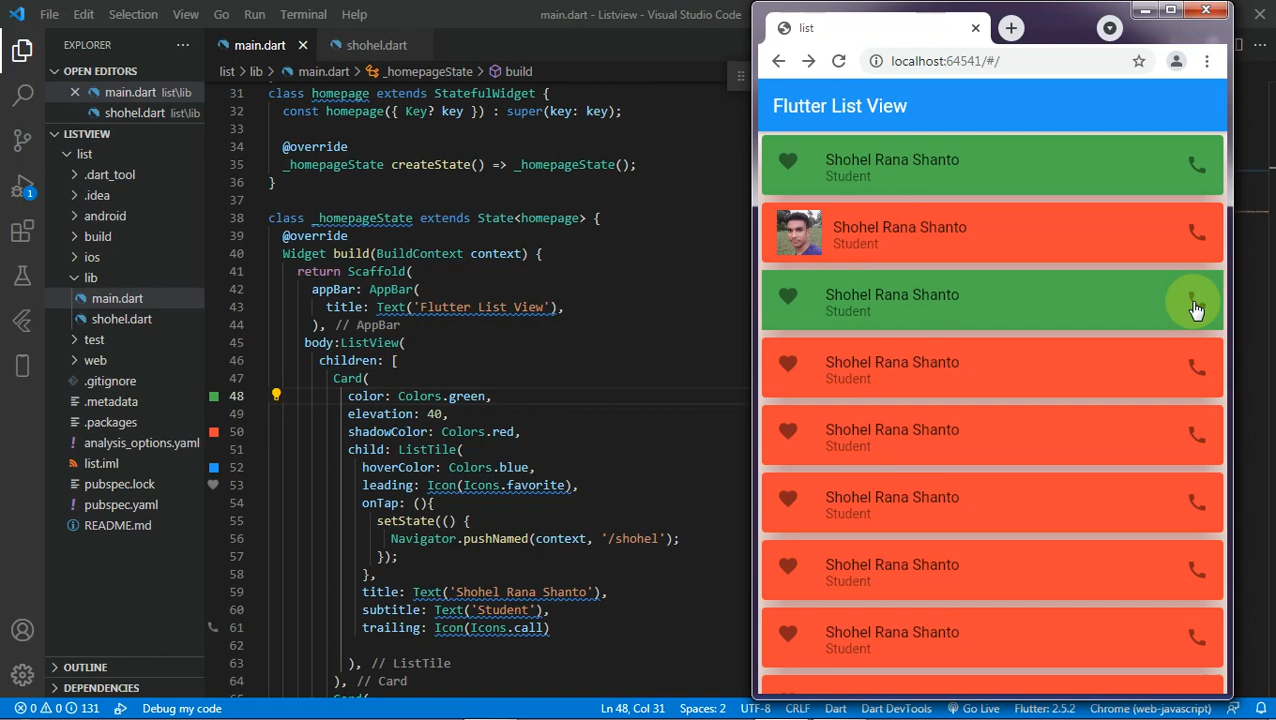 File Edit Selection View Go Run Terminal Help main.dart - Listview - Visual Studio Code
EXPLORER
OPEN EDITORS
main.dart list\lib
shohel.dart list\lib
LISTVIEW
list
.dart_tool
.idea
android
build
ios
lib
main.dart
shohel.dart
test
web
.gitignore
.metadata
.packages
analysis_options.yaml
list.iml
pubspec.lock
pubspec.yaml
README.md
OUTLINE
DEPENDENCIES
1
main.dart shohel.dart
list lib main.dart _homepageState build
31 class homepage extends StatefulWidget {
32 const homepage({ Key? key }) : super(key: key);
33
34 @override
35 _homepageState createState() => _homepageState();
36 }
37
38 class _homepageState extends State<homepage> {
39 @override
40 Widget build(BuildContext context) {
41 return Scaffold(
42 appBar: AppBar(
43 title: Text('Flutter List View'),
44 ), // AppBar
45 body:ListView(
46 children: [
47 Card(
48 color: Colors.green,
49 elevation: 40,
50 shadowColor: Colors.red,
51 child: ListTile(
52 hoverColor: Colors.blue,
53 leading: Icon(Icons.favorite),
54 onTap: (){
55 setState(() {
56 Navigator.pushNamed(context, '/shohel');
57 });
58 },
59 title: Text('Shohel Rana Shanto'),
60 subtitle: Text('Student'),
61 trailing: Icon(Icons.call)
62
63 ), // ListTile
64 ), // Card
list
localhost:64541/#/
Flutter List View
Shohel Rana Shanto
Student
Shohel Rana Shanto
Student
Shohel Rana Shanto
Student
Shohel Rana Shanto
Student
Shohel Rana Shanto
Student
Shohel Rana Shanto
Student
Shohel Rana Shanto
Student
Shohel Rana Shanto
Student
0 0 131 Debug my code Ln 48, Col 31 Spaces: 2 UTF-8 CRLF Dart Dart DevTools Go Live Flutter: 2.5.2 Chrome (web-javascript)